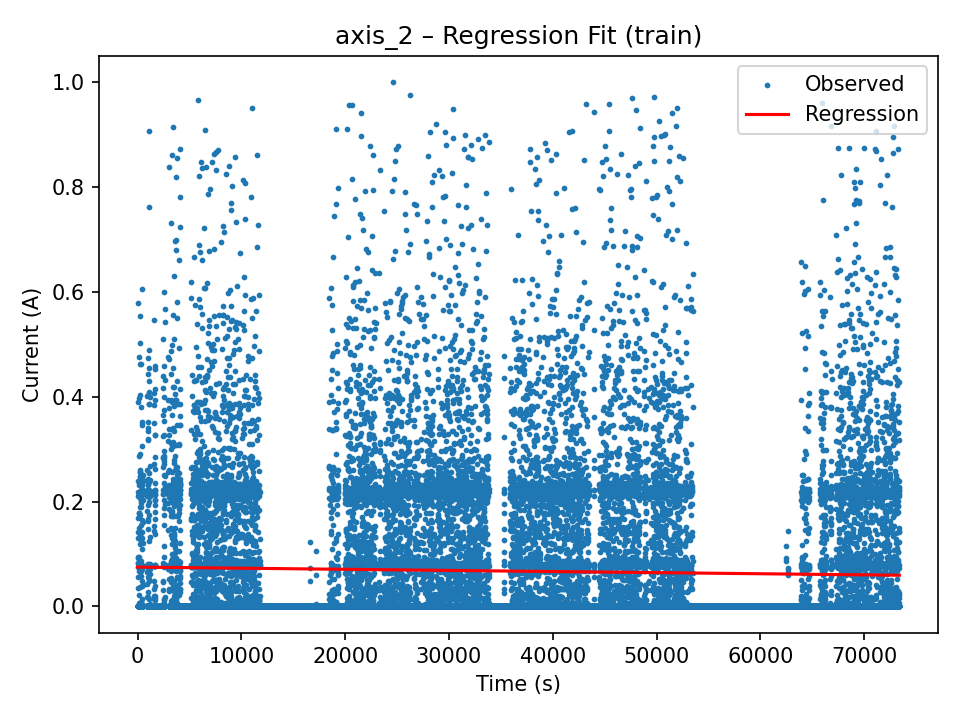 axis_2 – Regression Fit (train)
Observed
Regression
Current (A)
1.0
0.8
0.6
0.4
0.2
0.0
0 10000 20000 30000 40000 50000 60000 70000
Time (s)